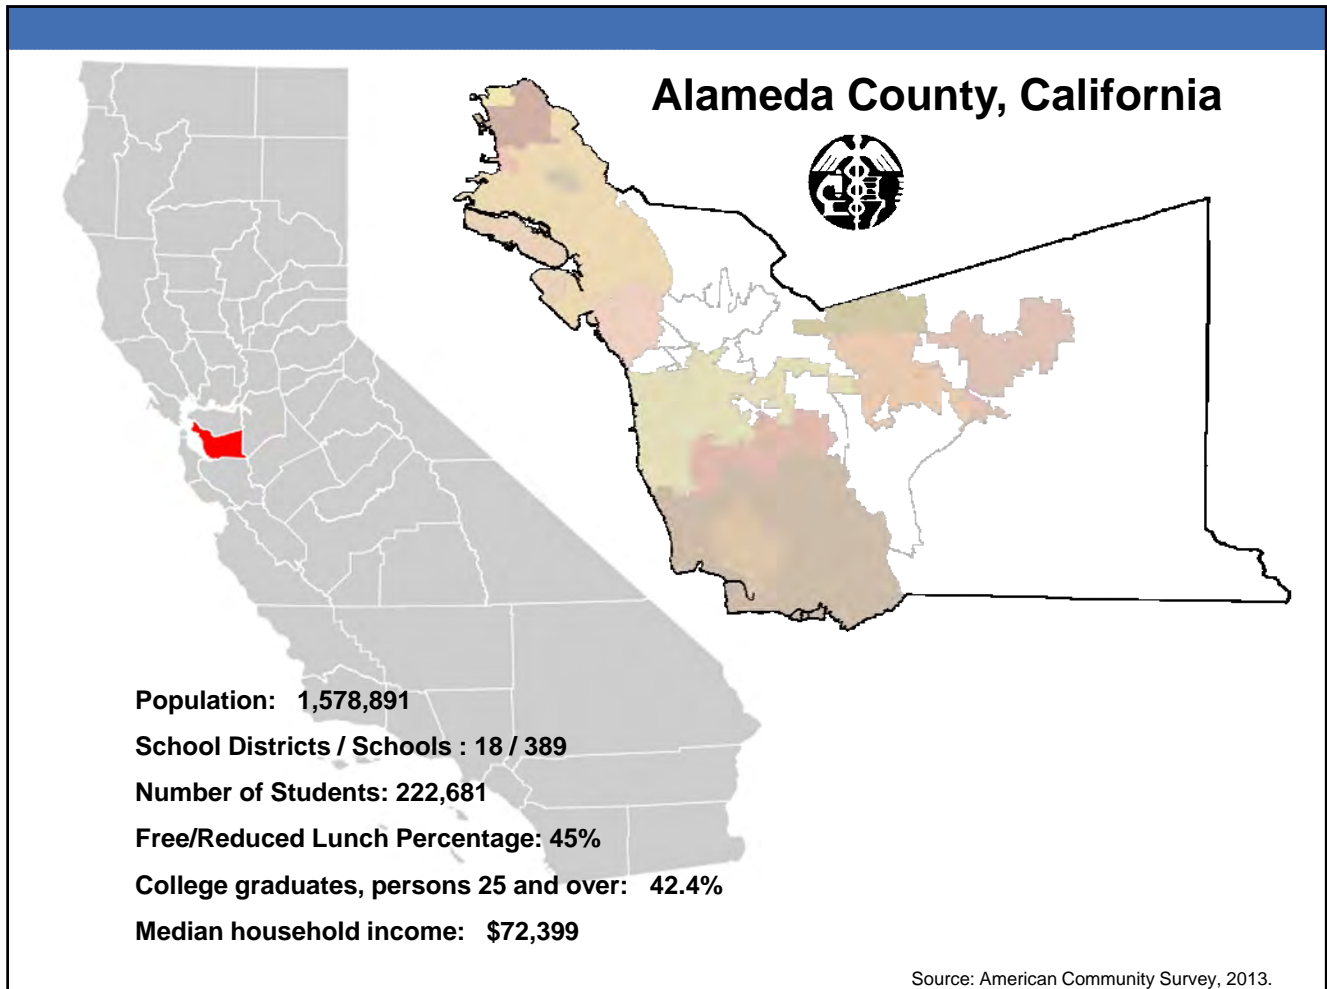 Alameda County, California
Population: 1,578,891
School Districts / Schools : 18 / 389
Number of Students: 222,681
Free/Reduced Lunch Percentage: 45%
College graduates, persons 25 and over: 42.4%
Median household income: $72,399
Source: American Community Survey, 2013.